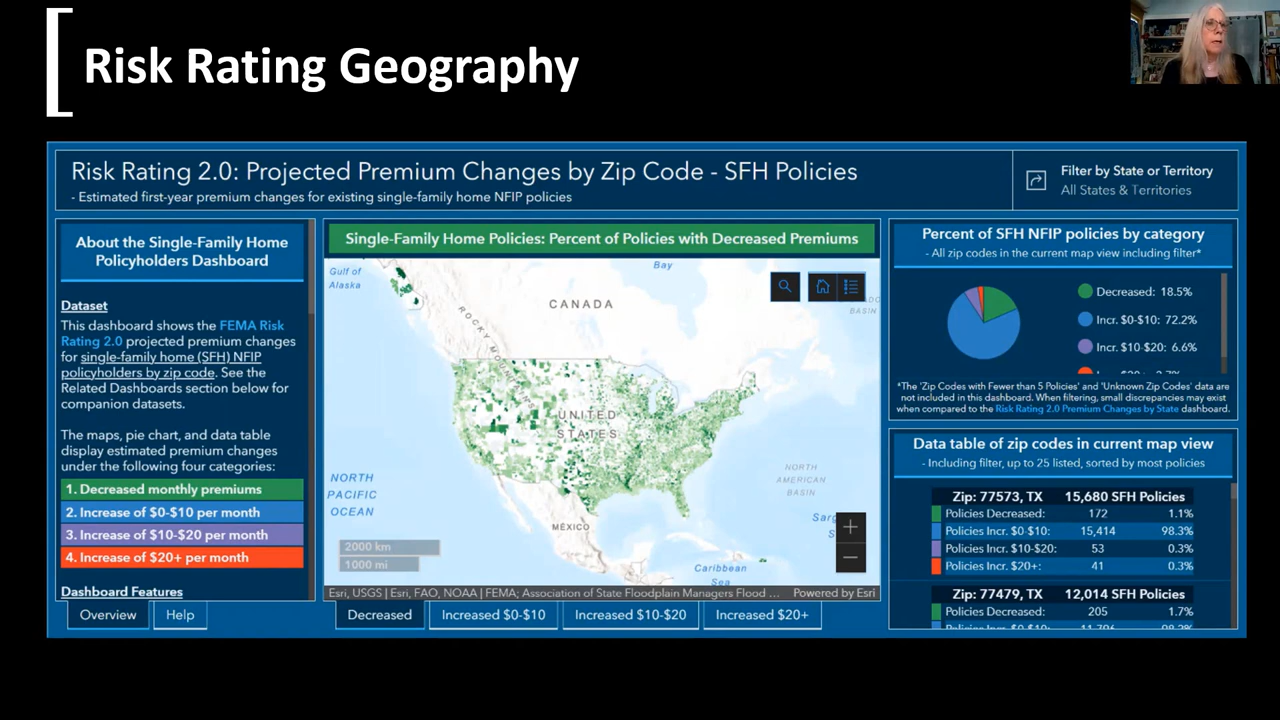 Risk Rating Geography
Risk Rating 2.0: Projected Premium Changes by Zip Code - SFH Policies
- Estimated first-year premium changes for existing single-family home NFIP policies
Filter by State or Territory
All States & Territories
About the Single-Family Home
Policyholders Dashboard
Dataset
This dashboard shows the FEMA Risk
Rating 2.0 projected premium changes
for single-family home (SFH) NFIP
policyholders by zip code. See the
Related Dashboards section below for
companion datasets.
The maps, pie chart, and data table
display estimated premium changes
under the following four categories:
1. Decreased monthly premiums
2. Increase of $0-$10 per month
3. Increase of $10-$20 per month
4. Increase of $20+ per month
Dashboard Features
Overview
Help
Single-Family Home Policies: Percent of Policies with Decreased Premiums
Gulf of
Alaska
Bay
CANADA
BASIN
ROCKY
UNITED
STATES
NORTH
PACIFIC
OCEAN
NORTH
AMERICAN
BASIN
MÉXICO
Caribbean
Sea
2000 km
1000 mi
+
Esri, USGS | Esri, FAO, NOAA | FEMA; Association of State Floodplain Managers Flood ...
Powered by Esri
Decreased
Increased $0-$10
Increased $10-$20
Increased $20+
Percent of SFH NFIP policies by category
- All zip codes in the current map view including filter*
Decreased: 18.5%
Incr. $0-$10: 72.2%
Incr. $10-$20: 6.6%
*The 'Zip Codes with Fewer than 5 Policies' and 'Unknown Zip Codes' data are
not included in this dashboard. When filtering, small discrepancies may exist
when compared to the Risk Rating 2.0 Premium Changes by State dashboard.
Data table of zip codes in current map view
- Including filter, up to 25 listed, sorted by most policies
Zip: 77573, TX 15,680 SFH Policies
Policies Decreased: 172 1.1%
Policies Incr. $0-$10: 15,414 98.3%
Policies Incr. $10-$20: 53 0.3%
Policies Incr. $20+: 41 0.3%
Zip: 77479, TX 12,014 SFH Policies
Policies Decreased: 205 1.7%